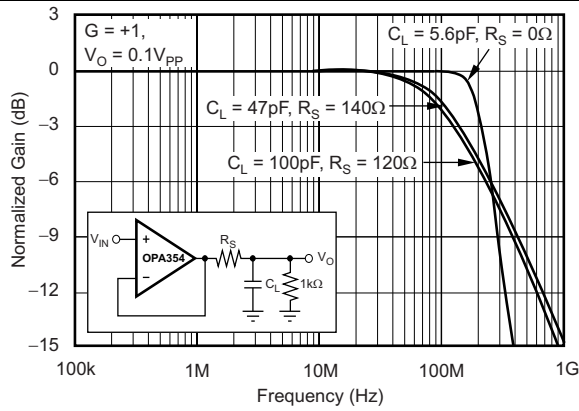 3
0
−3
−6
−9
−12
−15
Normalized Gain (dB)
G = +1,
V_O = 0.1V_PP
C_L = 5.6pF, R_S = 0Ω
C_L = 47pF, R_S = 140Ω
C_L = 100pF, R_S = 120Ω
V_IN
+
−
OPA354
R_S
V_O
C_L
1kΩ
100k
1M
10M
100M
1G
Frequency (Hz)